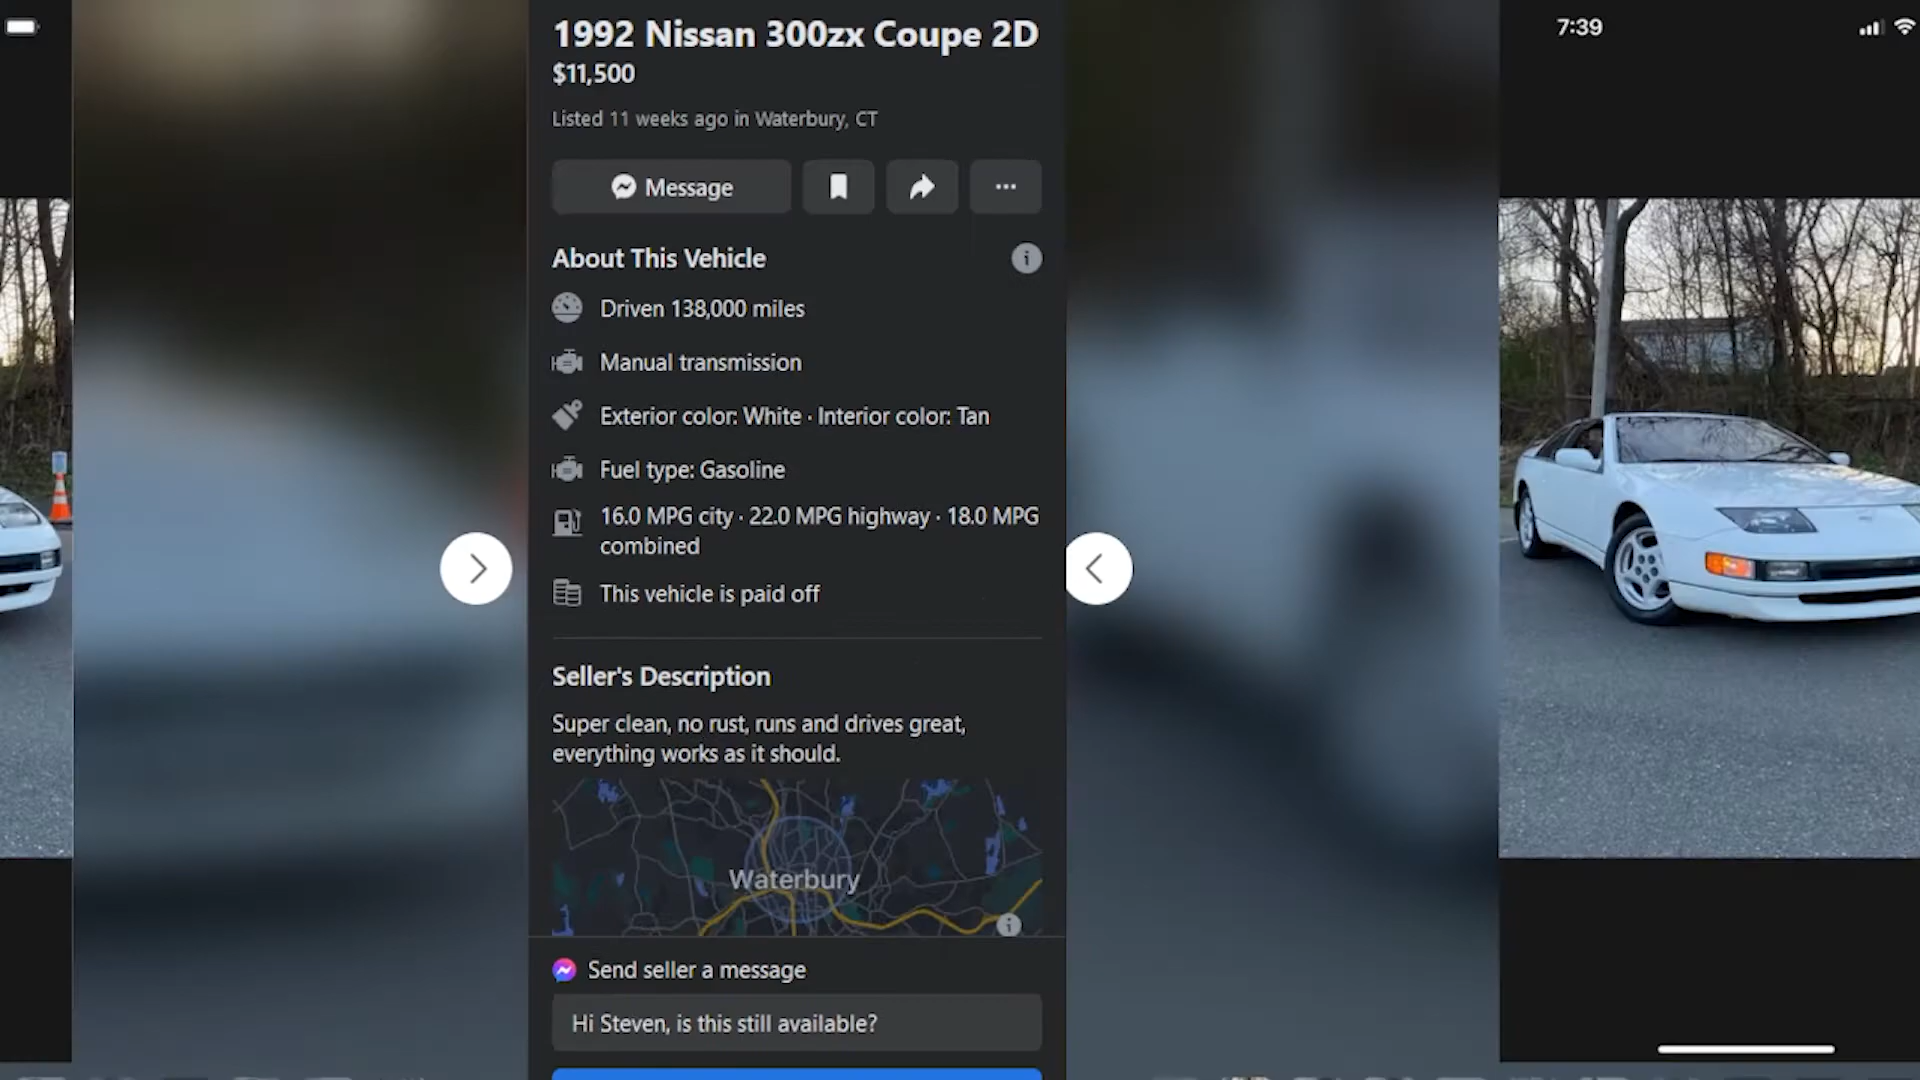 1992 Nissan 300zx Coupe 2D
$11,500
Listed 11 weeks ago in Waterbury, CT
Message
About This Vehicle
Driven 138,000 miles
Manual transmission
Exterior color: White · Interior color: Tan
Fuel type: Gasoline
16.0 MPG city · 22.0 MPG highway · 18.0 MPG
combined
This vehicle is paid off
Seller's Description
Super clean, no rust, runs and drives great,
everything works as it should.
Waterbury
Send seller a message
Hi Steven, is this still available?
7:39